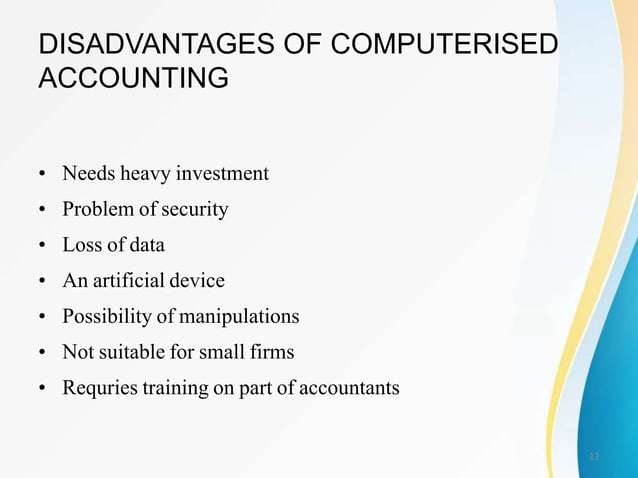 DISADVANTAGES OF COMPUTERISED
ACCOUNTING
• Needs heavy investment
• Problem of security
• Loss of data
• An artificial device
• Possibility of manipulations
• Not suitable for small firms
• Requries training on part of accountants
12